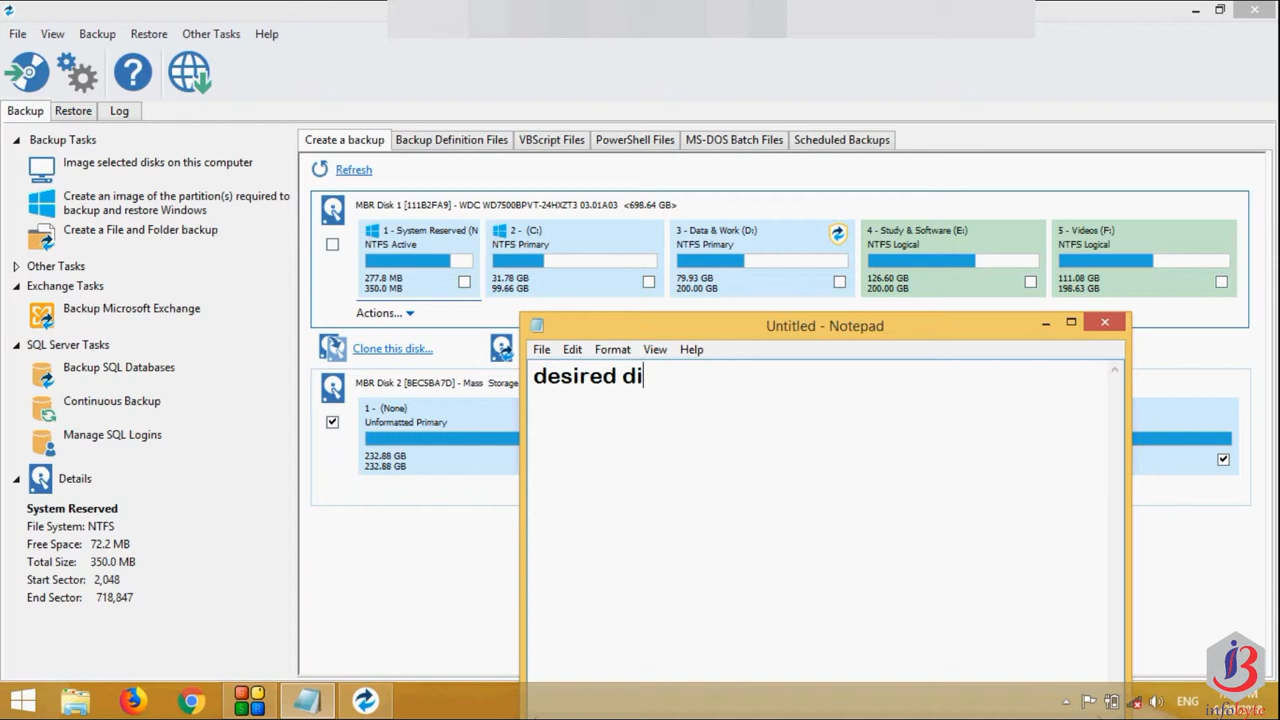 File View Backup Restore Other Tasks Help
Backup Restore Log
Backup Tasks
Image selected disks on this computer
Create an image of the partition(s) required to
backup and restore Windows
Create a File and Folder backup
Other Tasks
Exchange Tasks
Backup Microsoft Exchange
SQL Server Tasks
Backup SQL Databases
Continuous Backup
Manage SQL Logins
Details
System Reserved
File System: NTFS
Free Space: 72.2 MB
Total Size: 350.0 MB
Start Sector: 2,048
End Sector: 718,847
Create a backup Backup Definition Files VBScript Files PowerShell Files MS-DOS Batch Files Scheduled Backups
Refresh
MBR Disk 1 [111B2FA9] - WDC WD7500BPVT-24HXZT3 03.01A03 <698.64 GB>
1 - System Reserved (N
NTFS Active
277.8 MB
350.0 MB
2 - (C:)
NTFS Primary
31.78 GB
99.66 GB
3 - Data & Work (D:)
NTFS Primary
79.93 GB
200.00 GB
4 - Study & Software (E:)
NTFS Logical
126.60 GB
200.00 GB
5 - Videos (F:)
NTFS Logical
111.08 GB
198.63 GB
Actions...
Clone this disk...
MBR Disk 2 [8EC5BA7D] - Mass Storage
1 - (None)
Unformatted Primary
232.88 GB
232.88 GB
Untitled - Notepad
File Edit Format View Help
desired di
ENG
infobyte